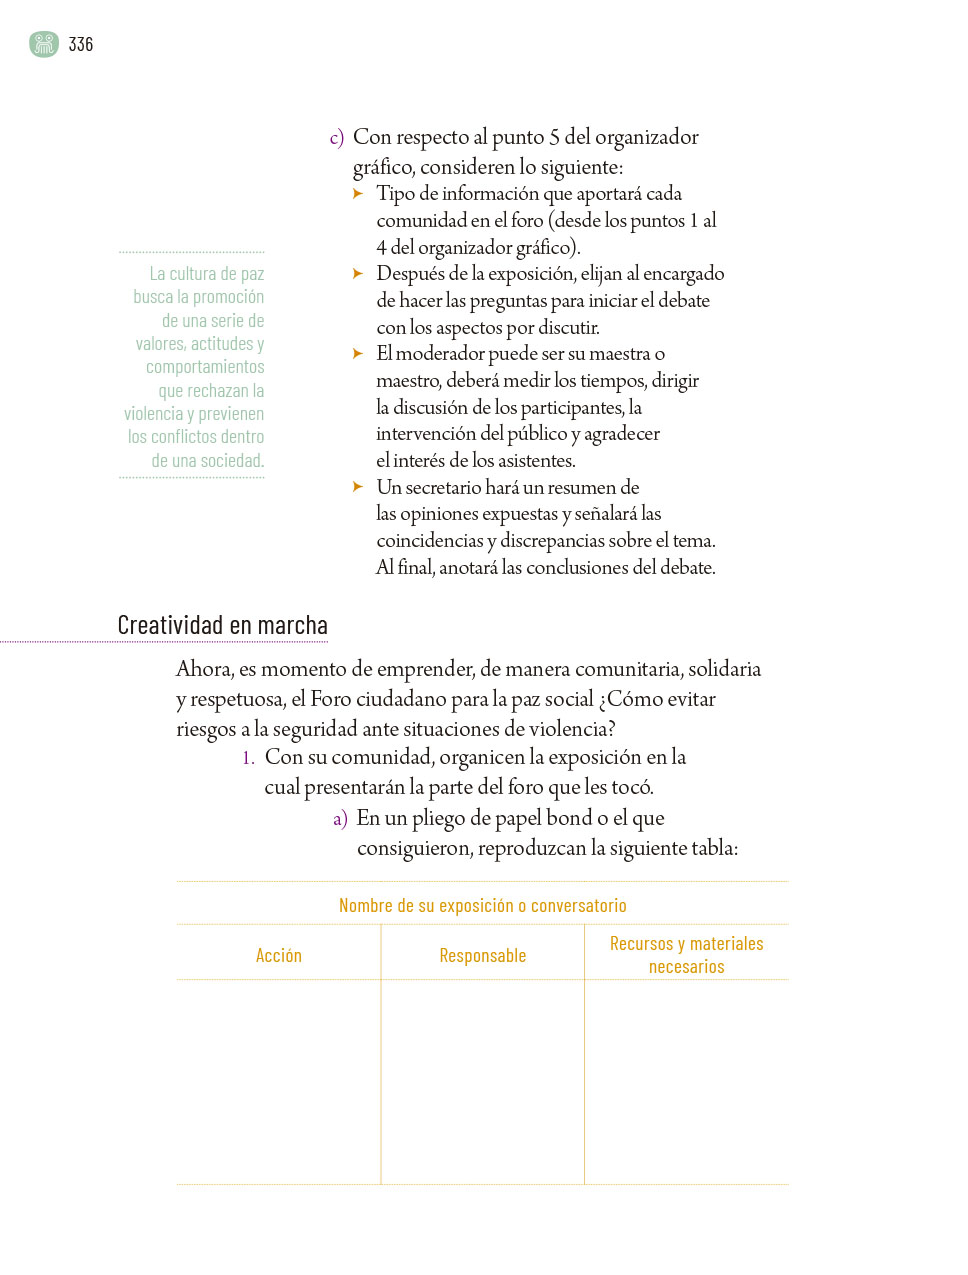 336
c) Con respecto al punto 5 del organizador
gráfico, consideren lo siguiente:
➤ Tipo de información que aportará cada
comunidad en el foro (desde los puntos 1 al
4 del organizador gráfico).
➤ Después de la exposición, elijan al encargado
de hacer las preguntas para iniciar el debate
con los aspectos por discutir.
➤ El moderador puede ser su maestra o
maestro, deberá medir los tiempos, dirigir
la discusión de los participantes, la
intervención del público y agradecer
el interés de los asistentes.
➤ Un secretario hará un resumen de
las opiniones expuestas y señalará las
coincidencias y discrepancias sobre el tema.
Al final, anotará las conclusiones del debate.
La cultura de paz
busca la promoción
de una serie de
valores, actitudes y
comportamientos
que rechazan la
violencia y previenen
los conflictos dentro
de una sociedad.
Creatividad en marcha
Ahora, es momento de emprender, de manera comunitaria, solidaria
y respetuosa, el Foro ciudadano para la paz social ¿Cómo evitar
riesgos a la seguridad ante situaciones de violencia?
1. Con su comunidad, organicen la exposición en la
cual presentarán la parte del foro que les tocó.
a) En un pliego de papel bond o el que
consiguieron, reproduzcan la siguiente tabla:
Nombre de su exposición o conversatorio
Acción
Responsable
Recursos y materiales
necesarios